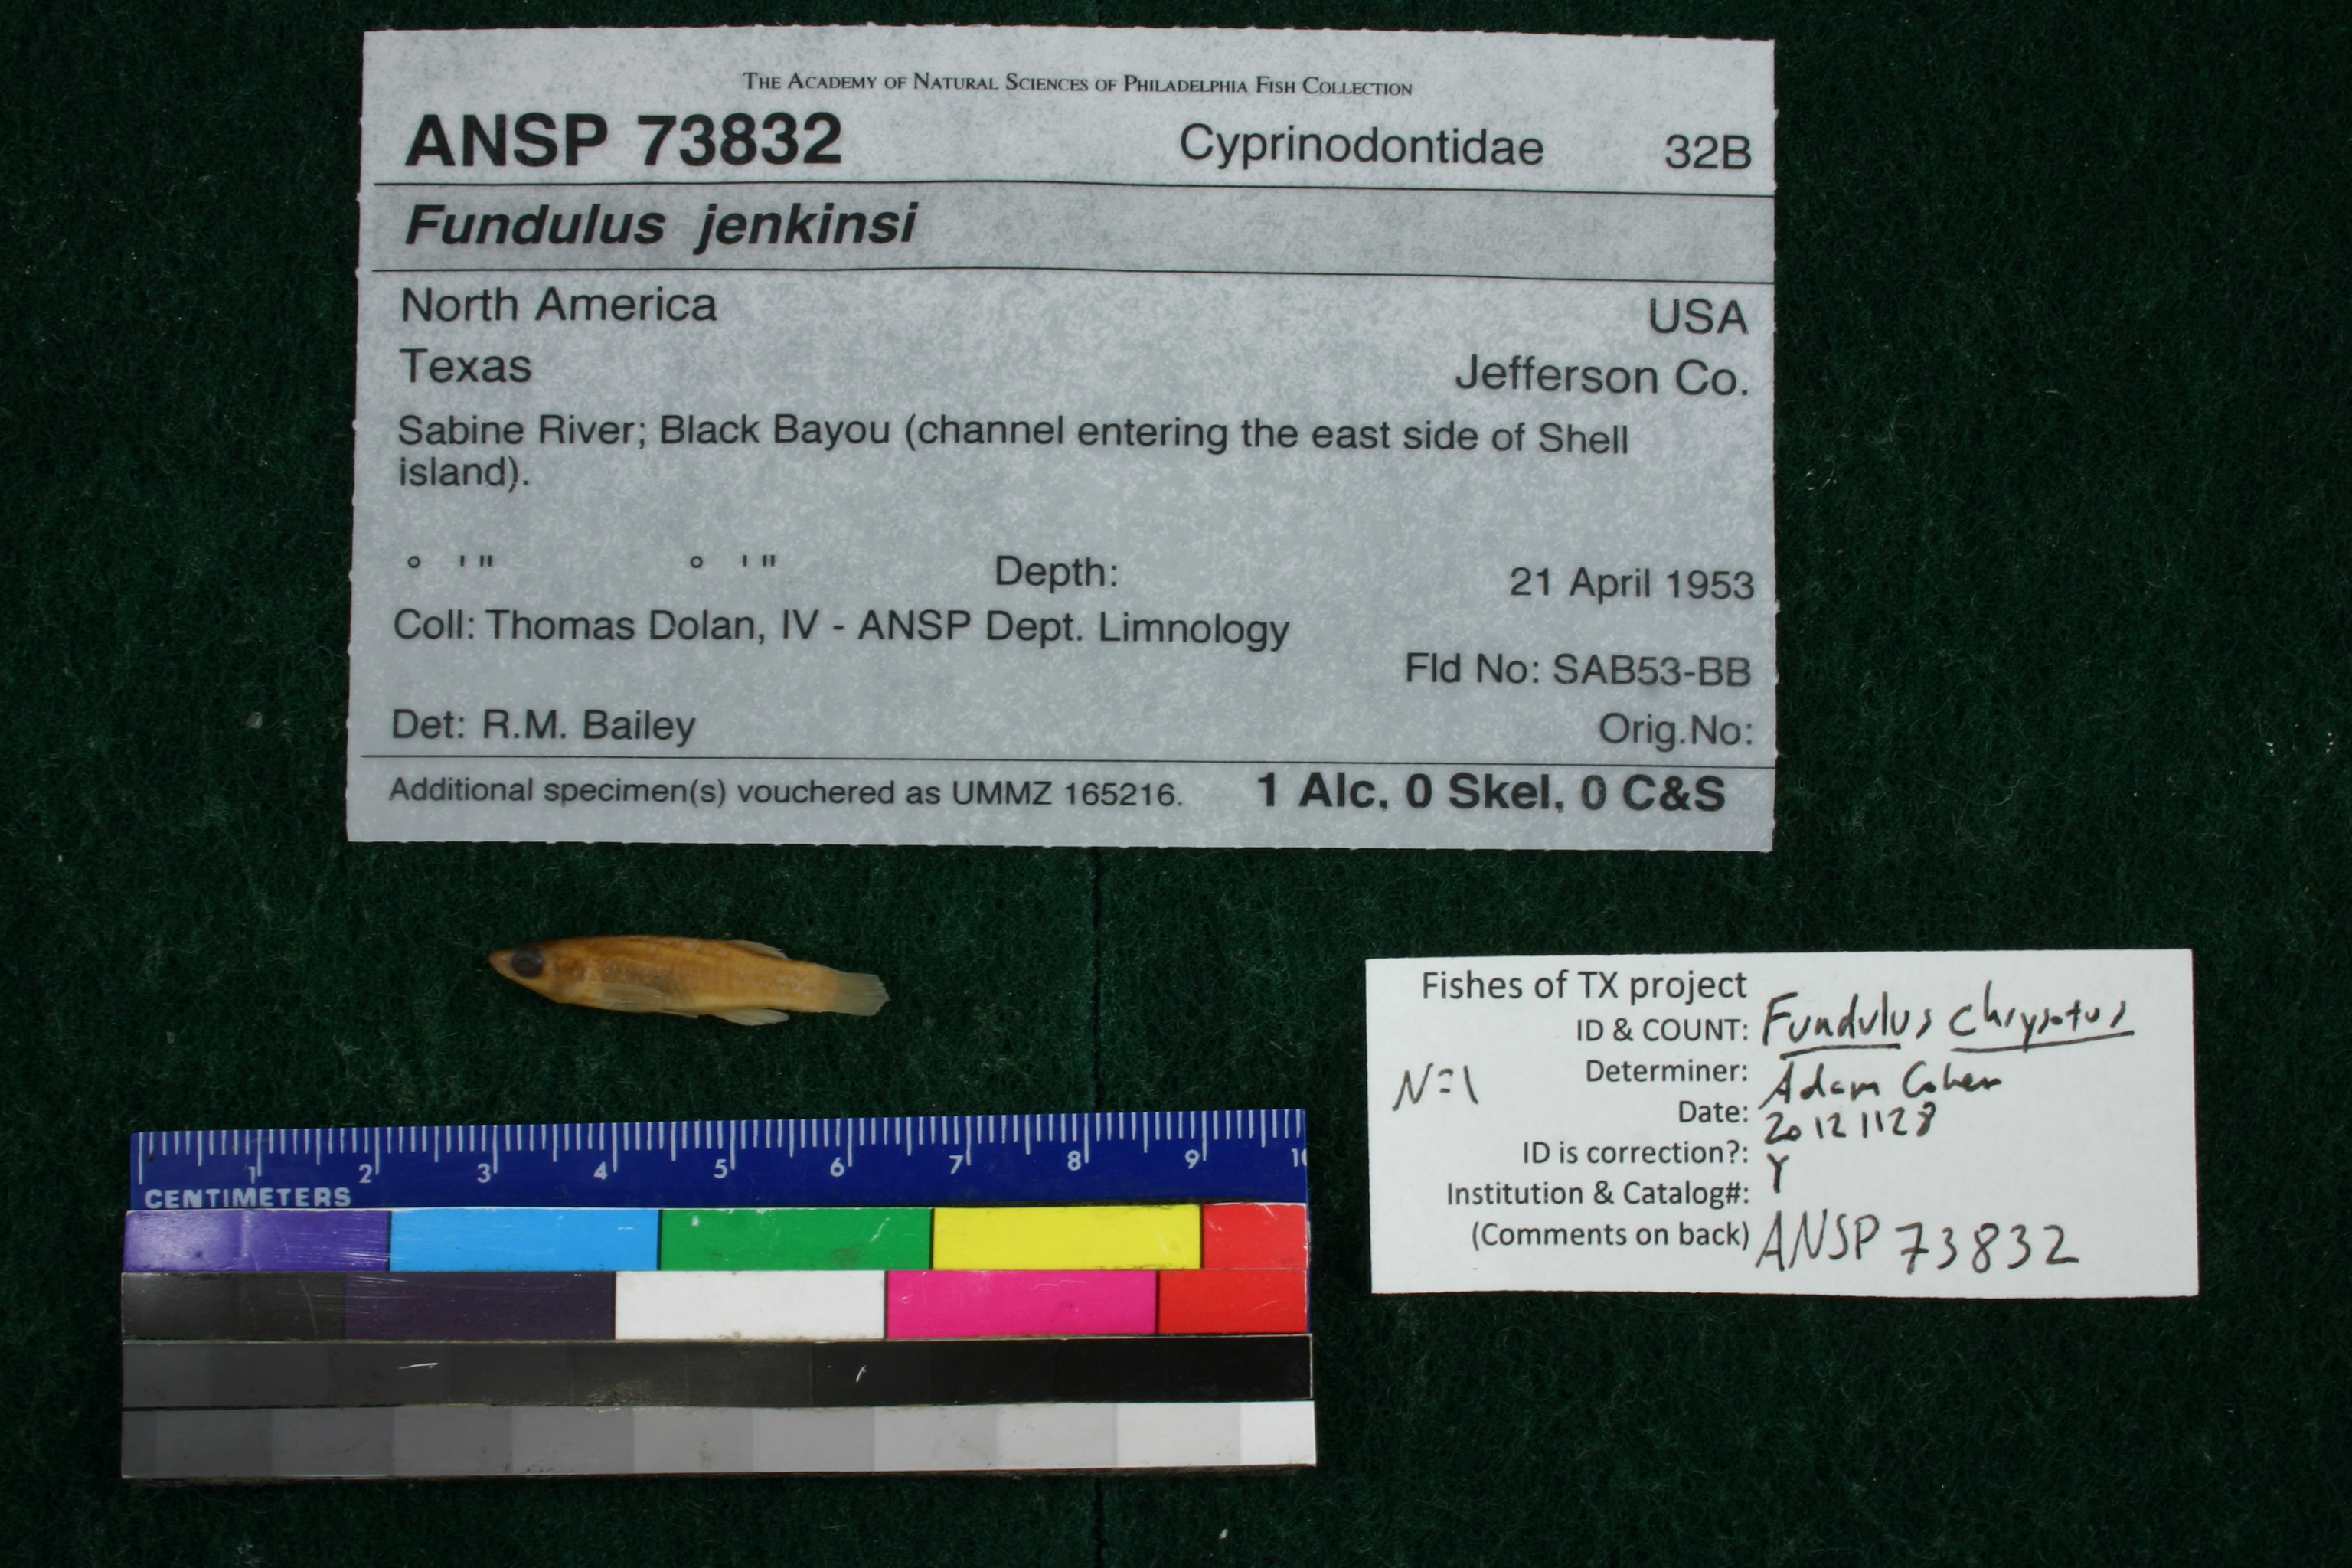 The Academy of Natural Sciences of Philadelphia Fish Collection
ANSP 73832 Cyprinodontidae 32B
Fundulus jenkinsi
North America USA
Texas Jefferson Co.
Sabine River; Black Bayou (channel entering the east side of Shell
island).
° ' " ° ' " Depth: 21 April 1953
Coll: Thomas Dolan, IV - ANSP Dept. Limnology
Fld No: SAB53-BB
Det: R.M. Bailey Orig.No:
Additional specimen(s) vouchered as UMMZ 165216. 1 Alc, 0 Skel, 0 C&S
Fishes of TX project
ID & COUNT: Fundulus chrysotus
N=1 Determiner: Adam Cohen
Date: 20121128
ID is correction?: Y
Institution & Catalog#:
(Comments on back) ANSP 73832
1 2 3 4 5 6 7 8 9 10
CENTIMETERS